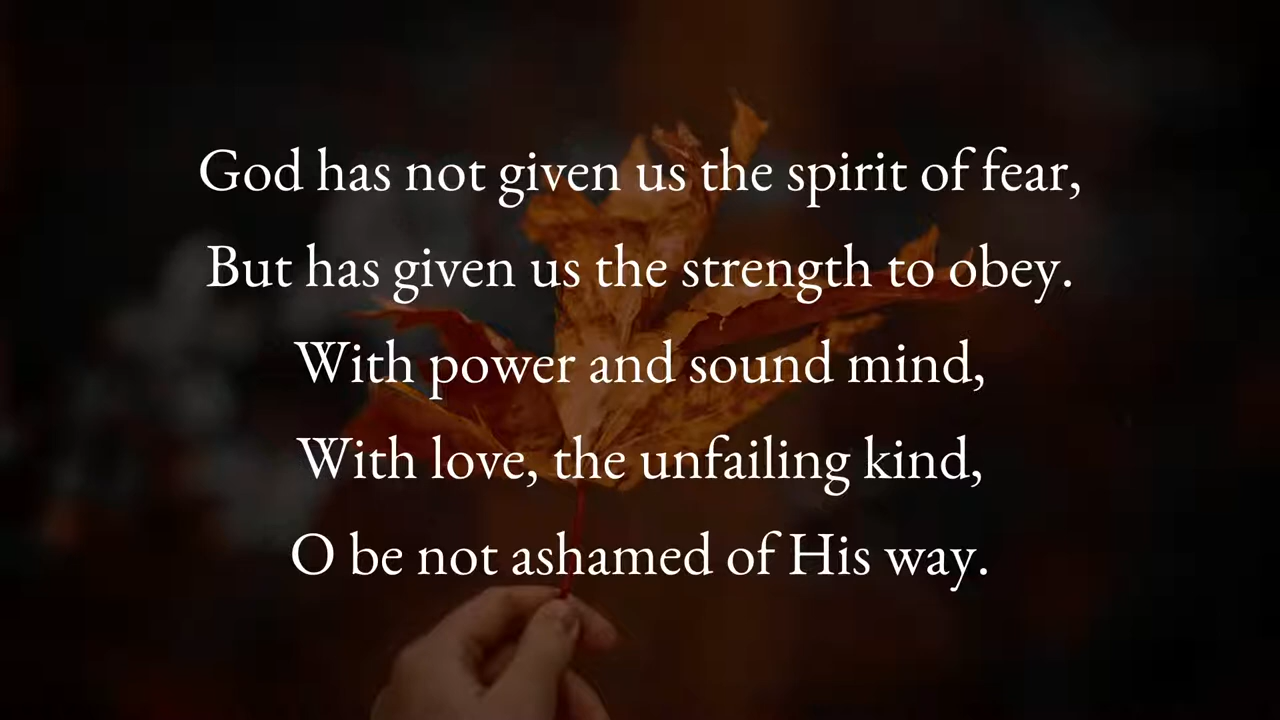 God has not given us the spirit of fear,
But has given us the strength to obey.
With power and sound mind,
With love, the unfailing kind,
O be not ashamed of His way.